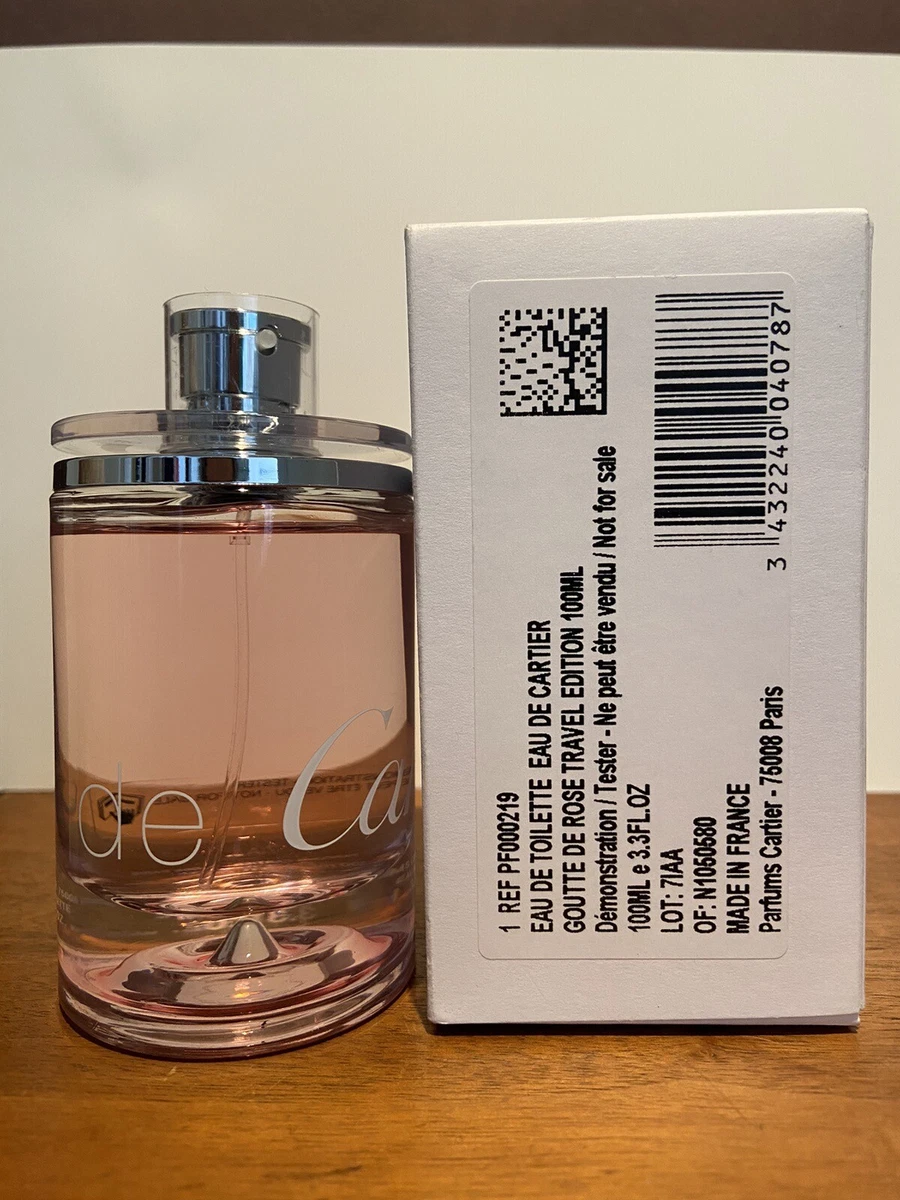 de Ca
1 REF PF000219
EAU DE TOILETTE EAU DE CARTIER
GOUTTE DE ROSE TRAVEL EDITION 100ML
Démonstration / Tester - Ne peut être vendu / Not for sale
100ML e 3.3FL.OZ
LOT: 7IAA
OF: N1050580
MADE IN FRANCE
Parfums Cartier - 75008 Paris
3 432240 040787